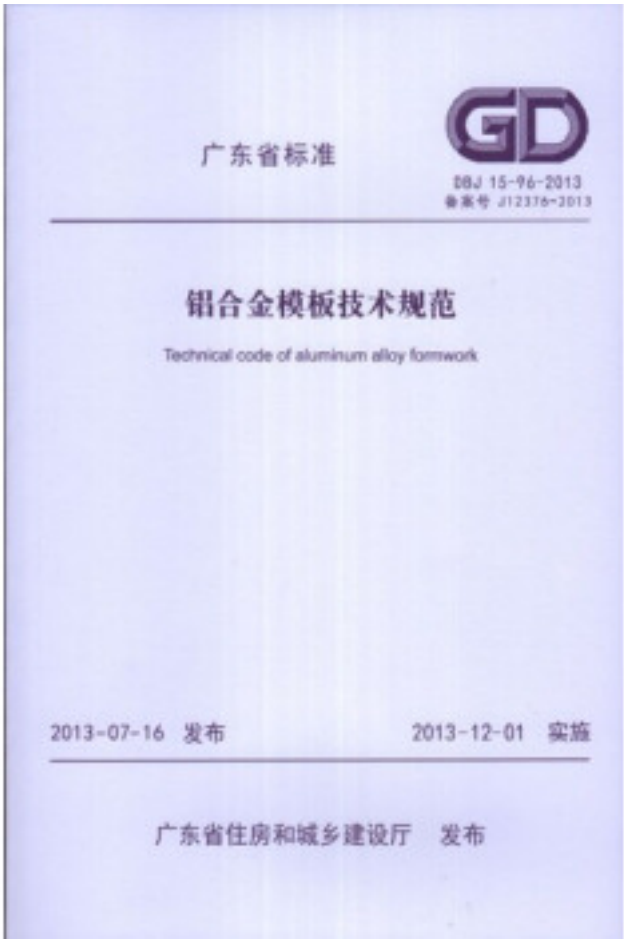 GD
广东省标准
DBJ 15-96-2013
备案号 J12376-2013
铝合金模板技术规范
Technical code of aluminum alloy formwork
2013-07-16 发布 2013-12-01 实施
广东省住房和城乡建设厅 发布